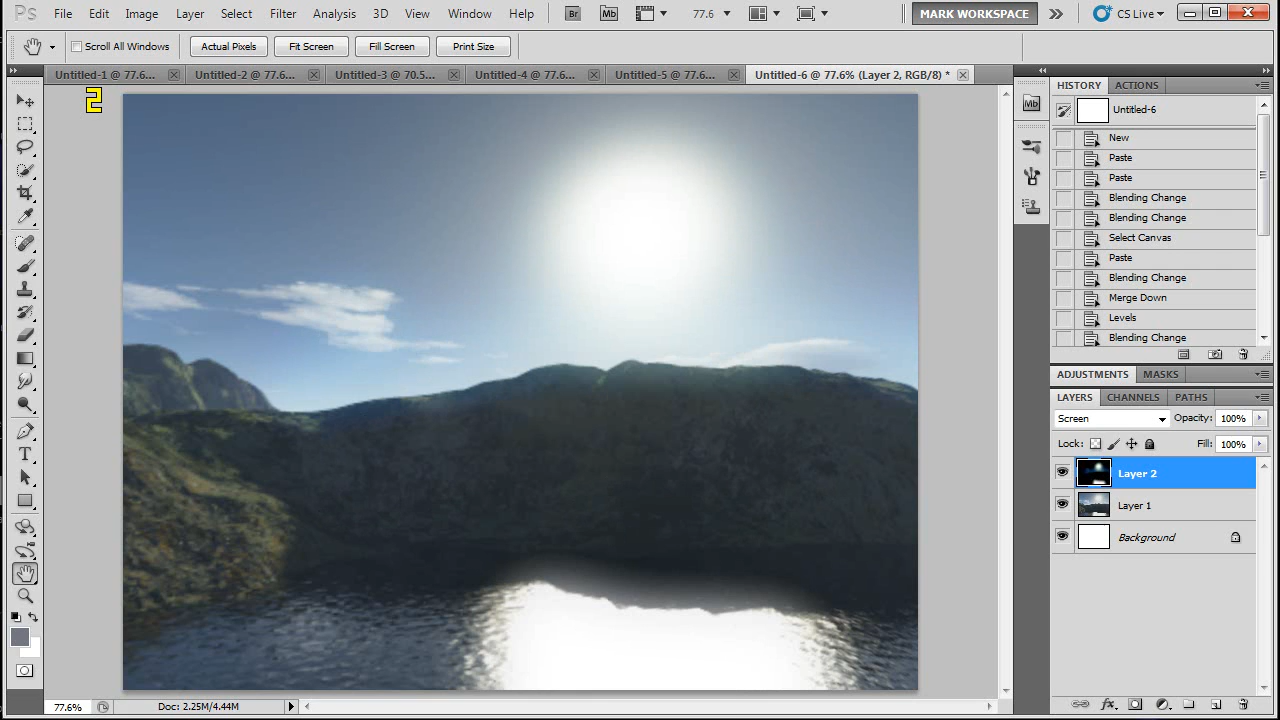 Ps File Edit Image Layer Select Filter Analysis 3D View Window Help Br Mb 77.6 MARK WORKSPACE CS Live
Scroll All Windows Actual Pixels Fit Screen Fill Screen Print Size
Untitled-1 @ 77.6... Untitled-2 @ 77.6... Untitled-3 @ 70.5... Untitled-4 @ 77.6... Untitled-5 @ 77.6... Untitled-6 @ 77.6% (Layer 2, RGB/8) *
2
HISTORY ACTIONS
Mb
Untitled-6
New
Paste
Paste
Blending Change
Blending Change
Select Canvas
Paste
Blending Change
Merge Down
Levels
Blending Change
ADJUSTMENTS MASKS
LAYERS CHANNELS PATHS
Screen Opacity: 100%
Lock: Fill: 100%
Layer 2
Layer 1
Background
T
fx
77.6% Doc: 2.25M/4.44M